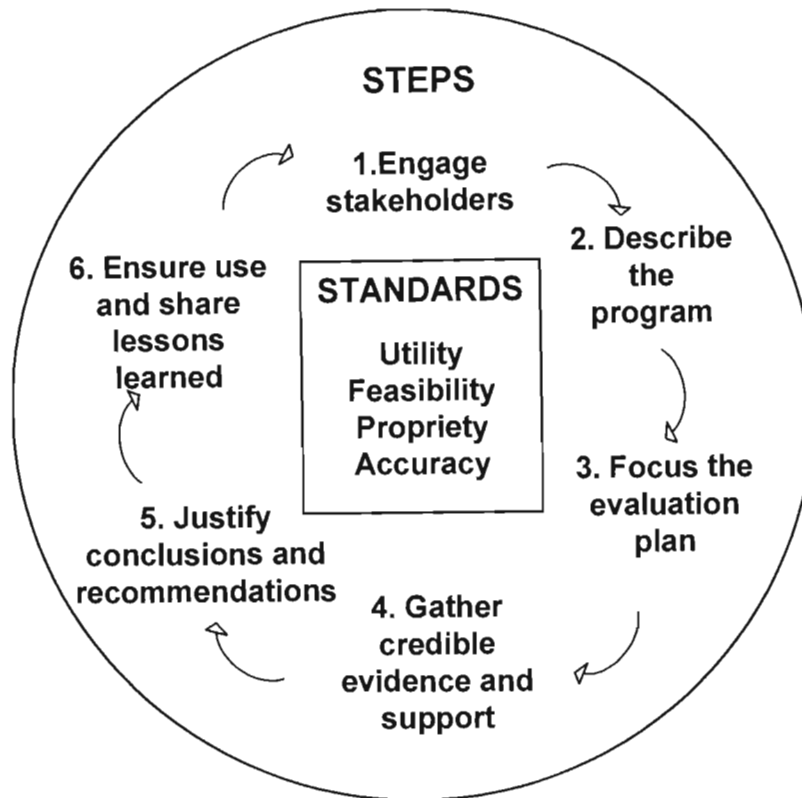 STEPS
1.Engage
stakeholders
2. Describe
the
program
3. Focus the
evaluation
plan
4. Gather
credible
evidence and
support
5. Justify
conclusions and
recommendations
6. Ensure use
and share
lessons
learned
STANDARDS
Utility
Feasibility
Propriety
Accuracy